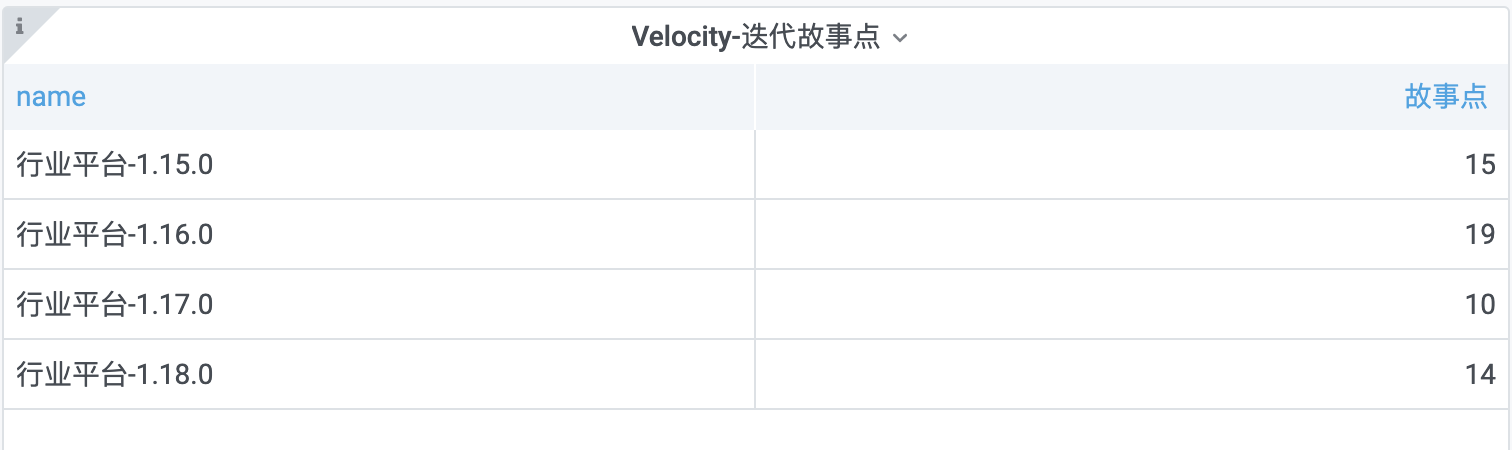 Velocity-迭代故事点
name 故事点
行业平台-1.15.0 15
行业平台-1.16.0 19
行业平台-1.17.0 10
行业平台-1.18.0 14